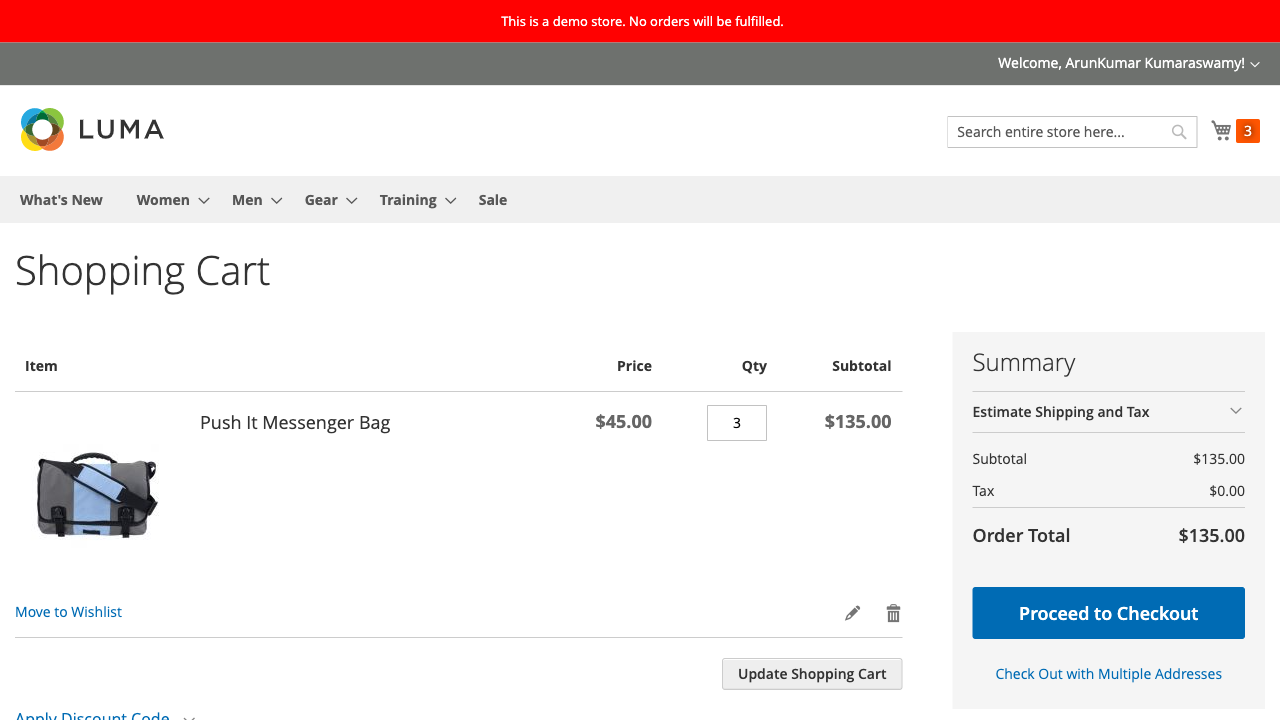 This is a demo store. No orders will be fulfilled.
Welcome, ArunKumar Kumaraswamy!
LUMA
Search entire store here...
3
What's New
Women
Men
Gear
Training
Sale
Shopping Cart
Item Price Qty Subtotal
Push It Messenger Bag $45.00 3 $135.00
Move to Wishlist
Update Shopping Cart
Apply Discount Code
Summary
Estimate Shipping and Tax
Subtotal $135.00
Tax $0.00
Order Total $135.00
Proceed to Checkout
Check Out with Multiple Addresses